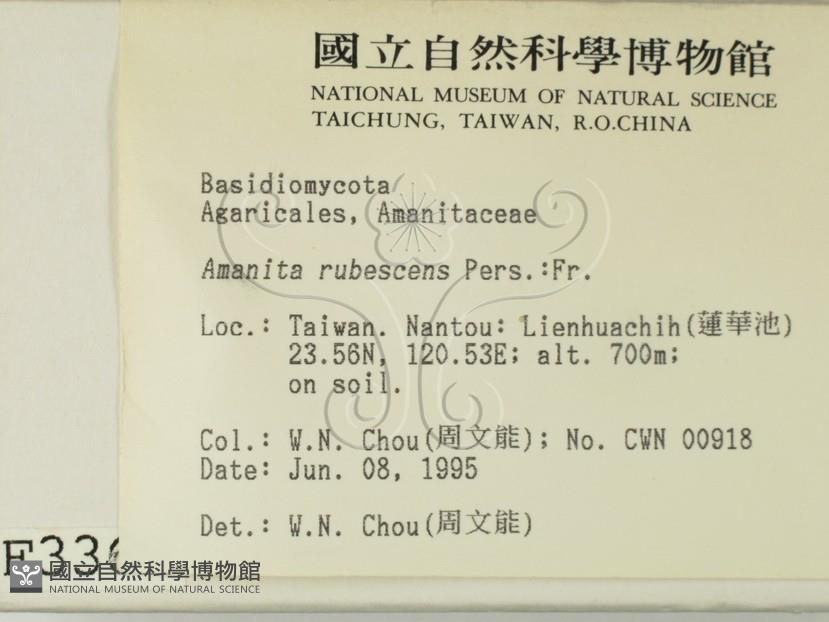 國立自然科學博物館
NATIONAL MUSEUM OF NATURAL SCIENCE
TAICHUNG, TAIWAN, R.O.CHINA
Basidiomycota
Agaricales, Amanitaceae
Amanita rubescens Pers.:Fr.
Loc.: Taiwan. Nantou: Lienhuachih(蓮華池)
23.56N, 120.53E; alt. 700m;
on soil.
Col.: W.N. Chou(周文能); No. CWN 00918
Date: Jun. 08, 1995
Det.: W.N. Chou(周文能)
國立自然科學博物館
NATIONAL MUSEUM OF NATURAL SCIENCE